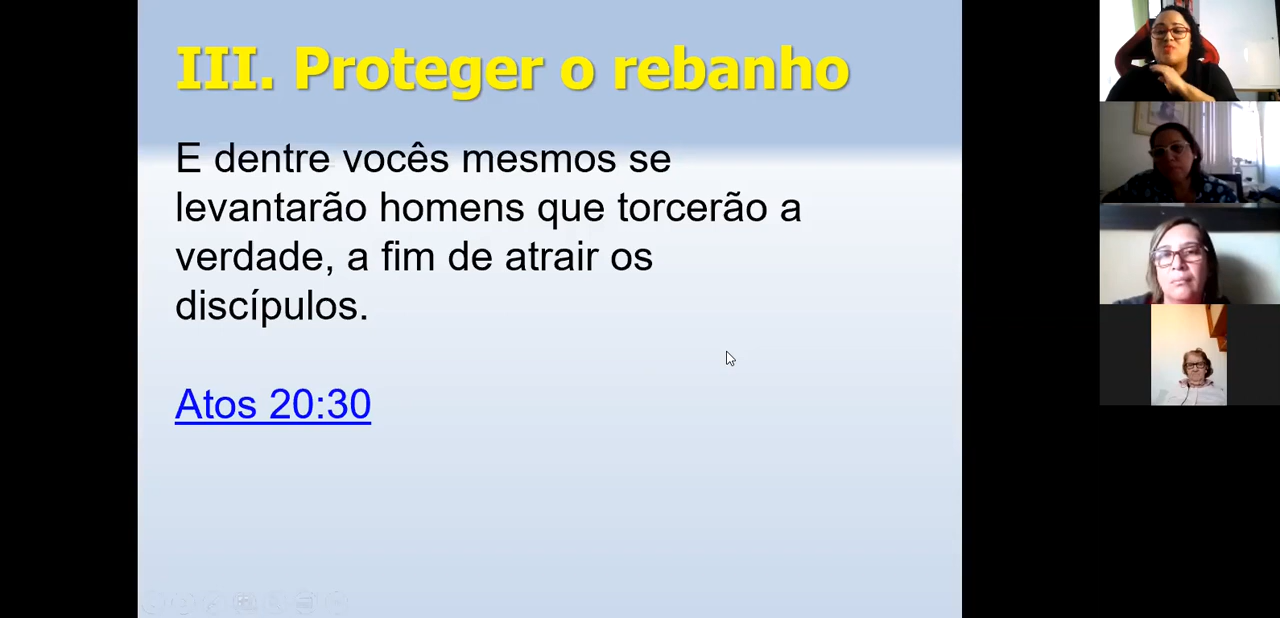 III. Proteger o rebanho
E dentre vocês mesmos se
levantarão homens que torcerão a
verdade, a fim de atrair os
discípulos.
Atos 20:30